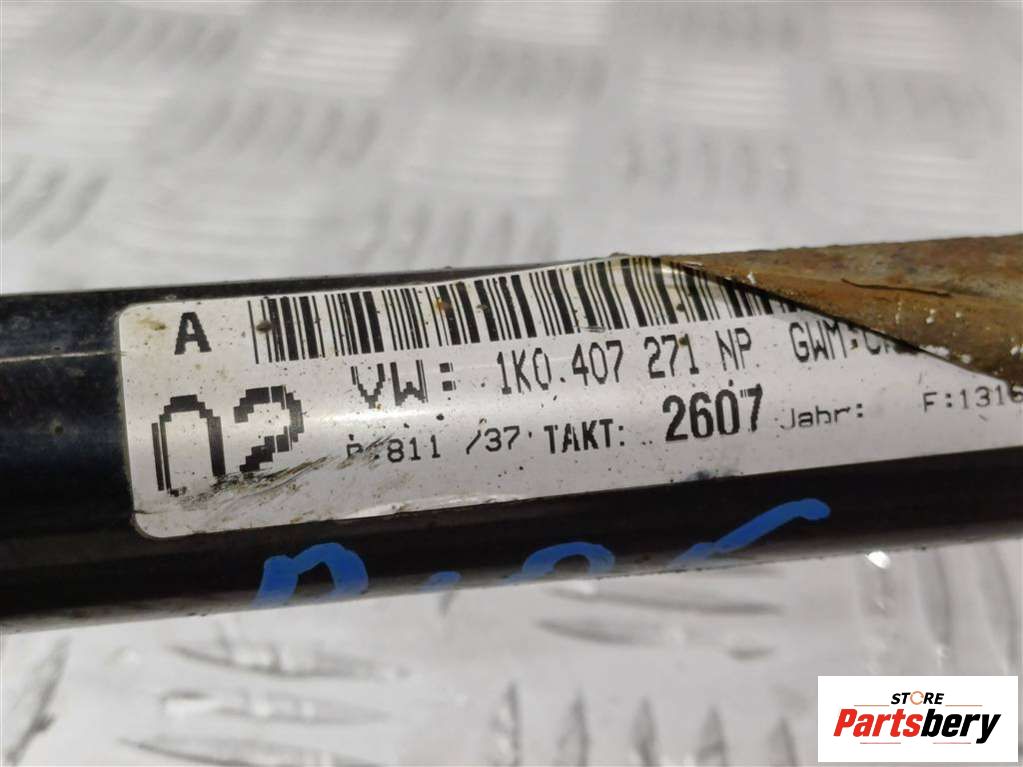 A
VW: 1K0.407 271 NP GWM:
02
811 /37 TAKT: 2607 Jahr: F:1316
STORE
Partsbery